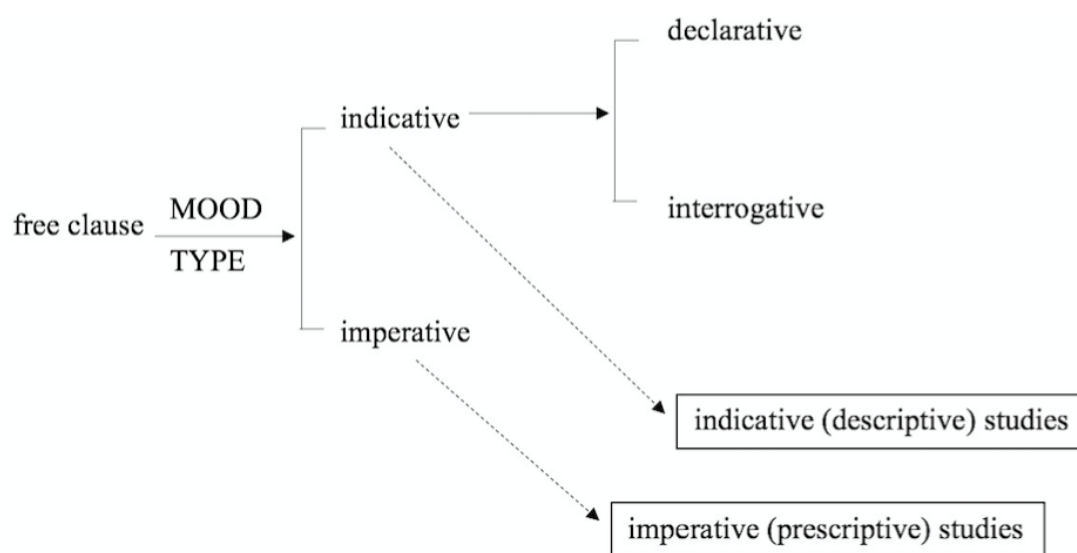 declarative
indicative
interrogative
free clause
MOOD
TYPE
imperative
indicative (descriptive) studies
imperative (prescriptive) studies